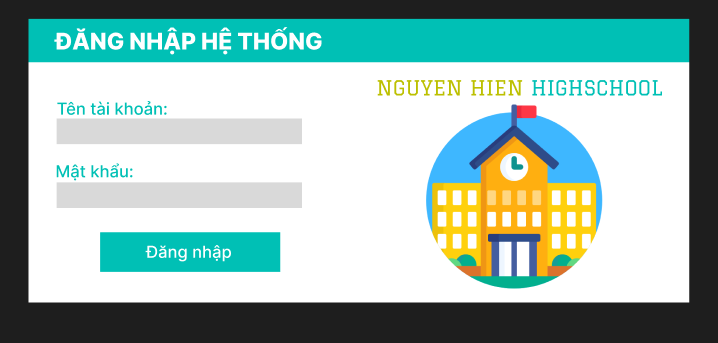 ĐĂNG NHẬP HỆ THỐNG
NGUYEN HIEN HIGHSCHOOL
Tên tài khoản:
Mật khẩu:
Đăng nhập